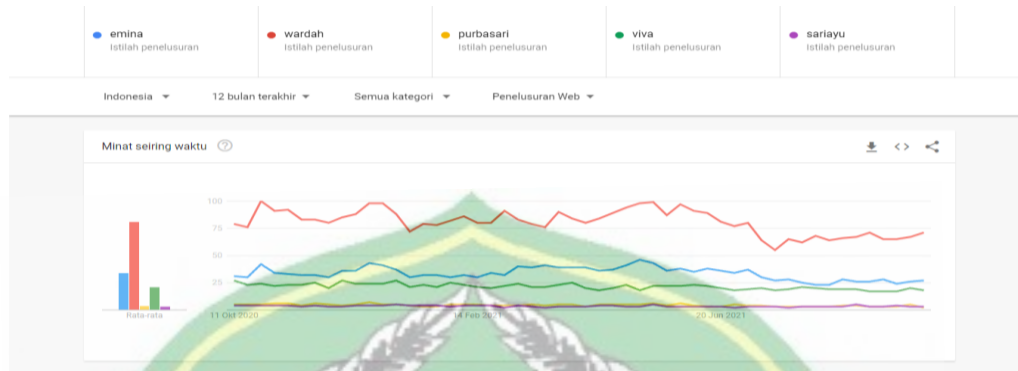 emina
Istilah penelusuran
wardah
Istilah penelusuran
purbasari
Istilah penelusuran
viva
Istilah penelusuran
sariayu
Istilah penelusuran
Indonesia
12 bulan terakhir
Semua kategori
Penelusuran Web
Minat seiring waktu
100
75
50
25
Rata-rata
11 Okt 2020
14 Feb 2021
20 Jun 2021